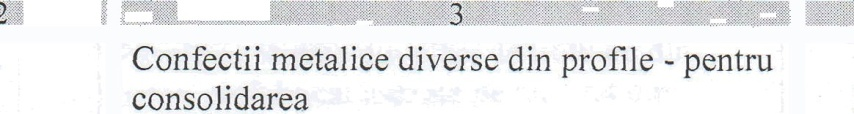 2 3
Confectii metalice diverse din profile - pentru
consolidarea